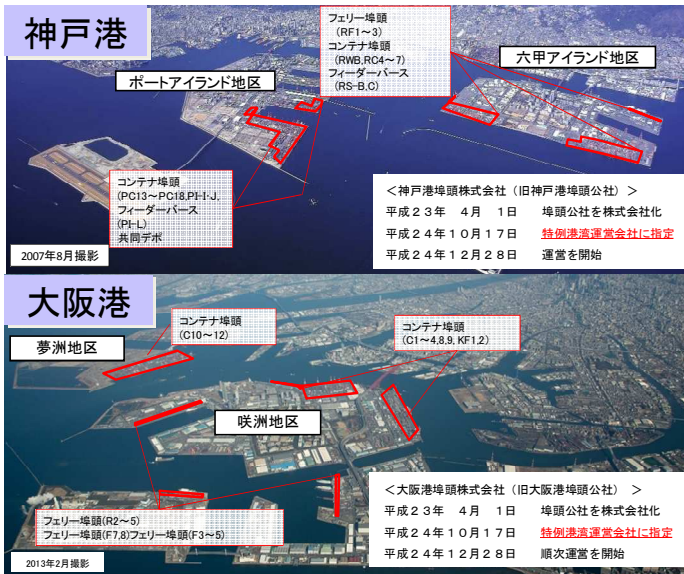 神戸港
ポートアイランド地区
フェリー埠頭
(RF1～3)
コンテナ埠頭
(RWB,RC4～7)
フィーダーバース
(RS-B,C)
六甲アイランド地区
コンテナ埠頭
(PC13～PC18,PI-I・J,
フィーダーバース
(PI-L)
共同デポ
2007年8月撮影
＜神戸港埠頭株式会社（旧神戸港埠頭公社）＞
平成２３年　４月　１日　埠頭公社を株式会社化
平成２４年１０月１７日　特例港湾運営会社に指定
平成２４年１２月２８日　運営を開始
大阪港
夢洲地区
コンテナ埠頭
(C10～12)
コンテナ埠頭
(C1～4,8,9, KF1,2)
咲洲地区
フェリー埠頭(R2～5)
フェリー埠頭(F7,8)フェリー埠頭(F3～5)
2013年2月撮影
＜大阪港埠頭株式会社（旧大阪港埠頭公社）＞
平成２３年　４月　１日　埠頭公社を株式会社化
平成２４年１０月１７日　特例港湾運営会社に指定
平成２４年１２月２８日　順次運営を開始